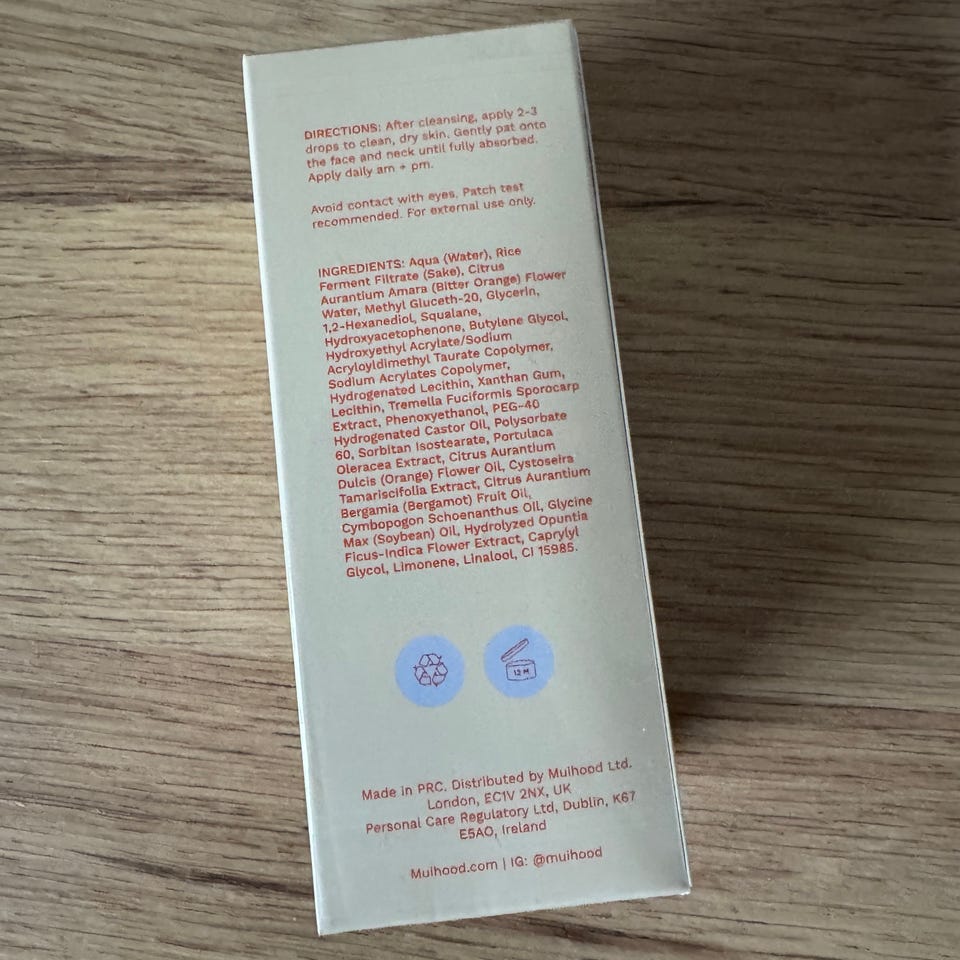 DIRECTIONS: After cleansing, apply 2-3
drops to clean, dry skin. Gently pat onto
the face and neck until fully absorbed.
Apply daily am + pm.
Avoid contact with eyes. Patch test
recommended. For external use only.
INGREDIENTS: Aqua (Water), Rice
Ferment Filtrate (Sake), Citrus
Aurantium Amara (Bitter Orange) Flower
Water, Methyl Gluceth-20, Glycerin,
1,2-Hexanediol, Squalane,
Hydroxyacetophenone, Butylene Glycol,
Hydroxyethyl Acrylate/Sodium
Acryloyldimethyl Taurate Copolymer,
Sodium Acrylates Copolymer,
Hydrogenated Lecithin, Xanthan Gum,
Lecithin, Tremella Fuciformis Sporocarp
Extract, Phenoxyethanol, PEG-40
Hydrogenated Castor Oil, Polysorbate
60, Sorbitan Isostearate, Portulaca
Oleracea Extract, Citrus Aurantium
Dulcis (Orange) Flower Oil, Cystoseira
Tamariscifolia Extract, Citrus Aurantium
Bergamia (Bergamot) Fruit Oil,
Cymbopogon Schoenanthus Oil, Glycine
Max (Soybean) Oil, Hydrolyzed Opuntia
Ficus-Indica Flower Extract, Caprylyl
Glycol, Limonene, Linalool, CI 15985.
12 M
Made in PRC. Distributed by Muihood Ltd.
London, EC1V 2NX, UK
Personal Care Regulatory Ltd, Dublin, K67
E5A0, Ireland
Muihood.com | IG: @muihood